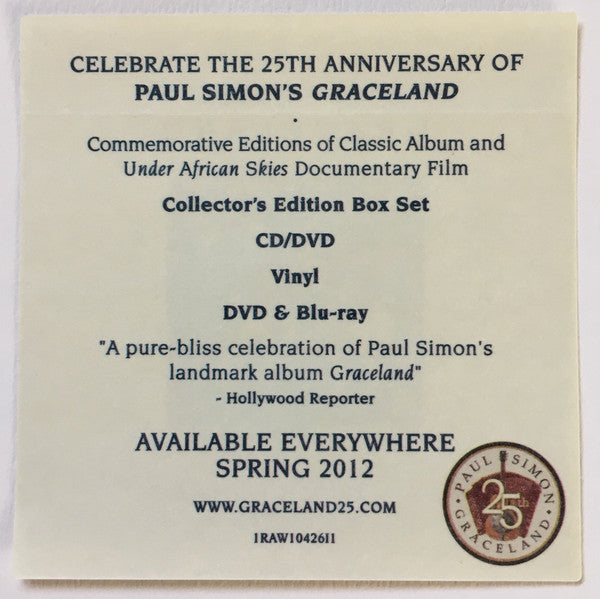 CELEBRATE THE 25TH ANNIVERSARY OF
PAUL SIMON'S GRACELAND
Commemorative Editions of Classic Album and
Under African Skies Documentary Film
Collector's Edition Box Set
CD/DVD
Vinyl
DVD & Blu-ray
"A pure-bliss celebration of Paul Simon's
landmark album Graceland"
- Hollywood Reporter
AVAILABLE EVERYWHERE
SPRING 2012
WWW.GRACELAND25.COM
1RAW1042611
PAUL SIMON
25th
GRACELAND